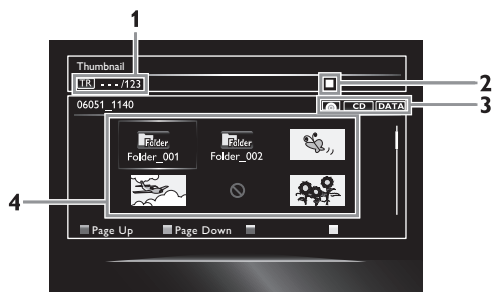 1
Thumbnail
TR - - - /123
2
06051_1140
CD DATA
3
Folder Folder
Folder_001 Folder_002
4
Page Up Page Down